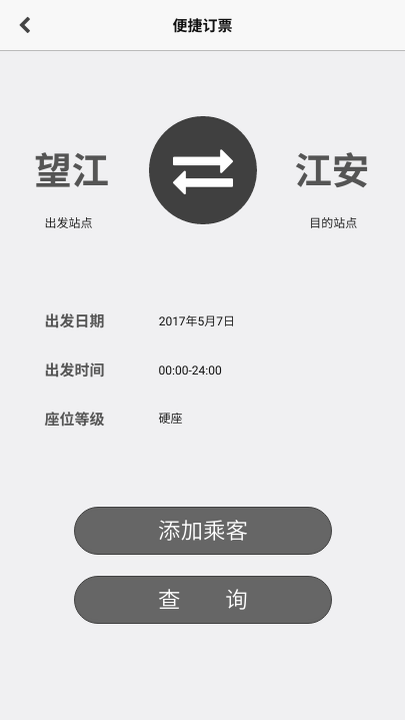 便捷订票
望江
江安
出发站点
目的站点
出发日期 2017年5月7日
出发时间 00:00-24:00
座位等级 硬座
添加乘客
查 询